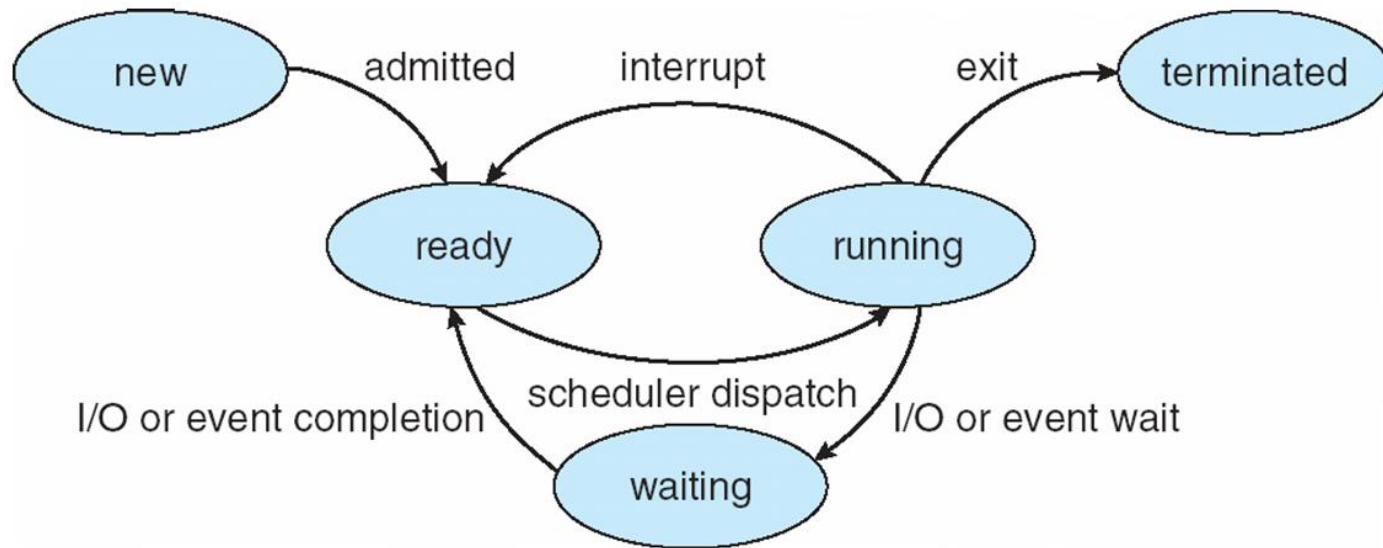 new
admitted
interrupt
exit
terminated
ready
running
I/O or event completion
scheduler dispatch
I/O or event wait
waiting